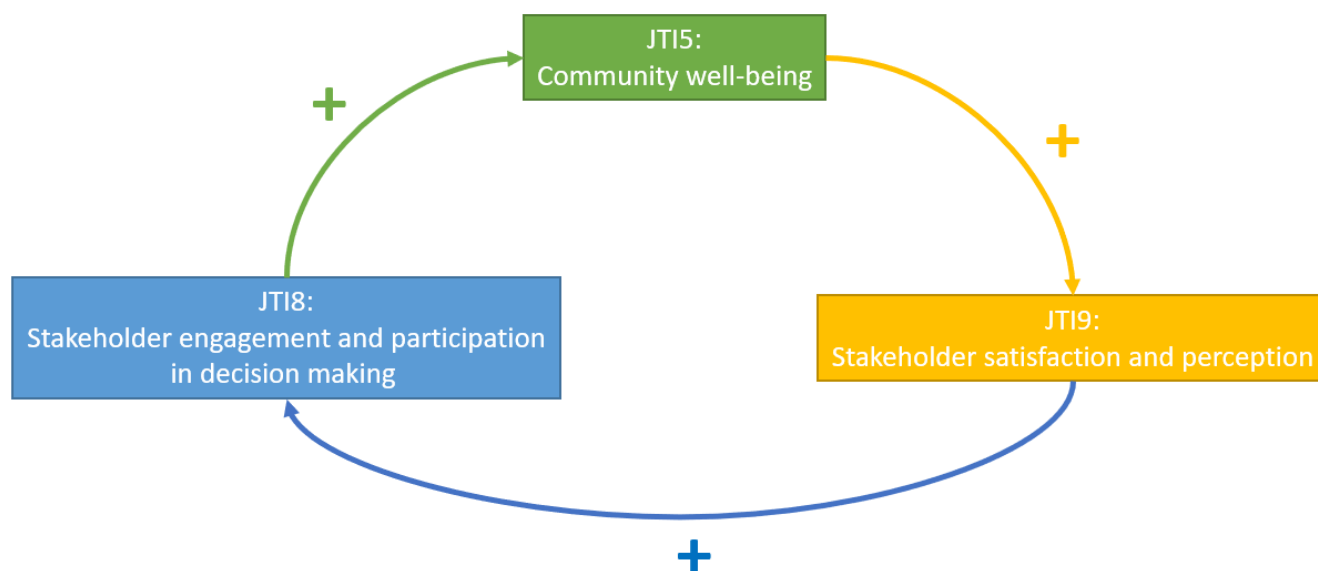 JTI5:
Community well-being
+
+
JTI8:
Stakeholder engagement and participation
in decision making
JTI9:
Stakeholder satisfaction and perception
+